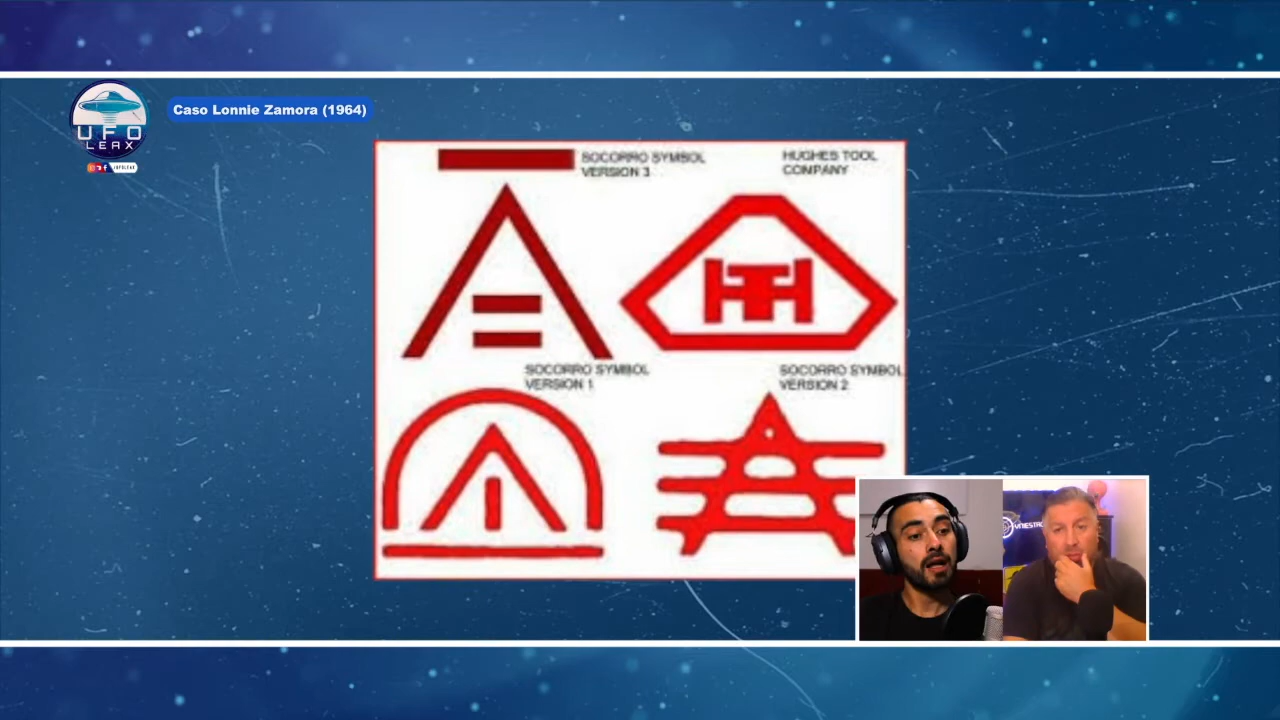 UFO
LEAX
Caso Lonnie Zamora (1964)
SOCORRO SYMBOL
VERSION 3
HUGHES TOOL
COMPANY
HTH
SOCORRO SYMBOL
VERSION 1
SOCORRO SYMBOL
VERSION 2